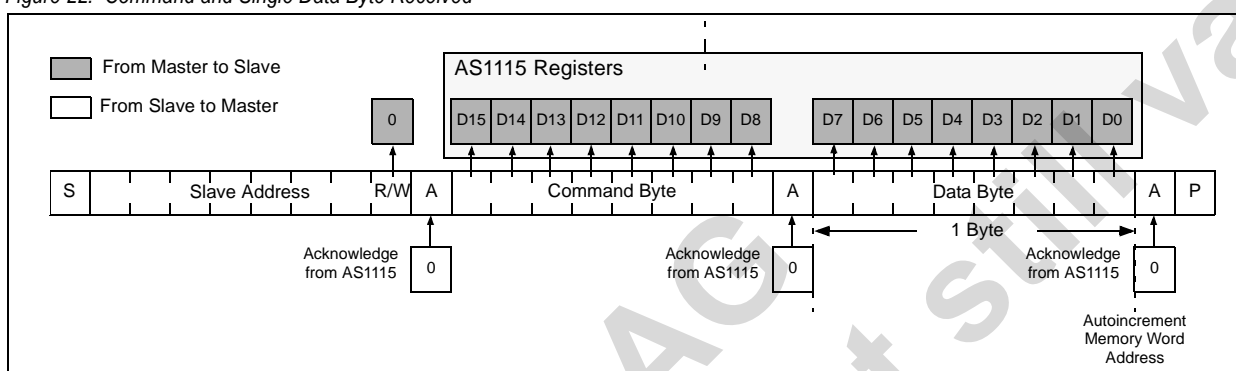 Figure 22. Command and Single Data Byte Received
From Master to Slave
From Slave to Master
AS1115 Registers
0
D15 D14 D13 D12 D11 D10 D9 D8
D7 D6 D5 D4 D3 D2 D1 D0
S Slave Address R/W A Command Byte A Data Byte A P
1 Byte
Acknowledge
from AS1115
0
Acknowledge
from AS1115
0
Acknowledge
from AS1115
0
Autoincrement
Memory Word
Address
AG
t still va